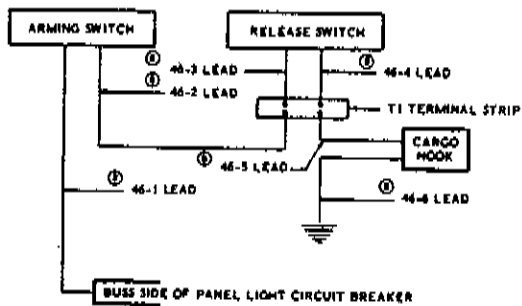 ARMING SWITCH
RELEASE SWITCH
46-3 LEAD
46-4 LEAD
46-2 LEAD
T1 TERMINAL STRIP
CARGO
HOOK
46-5 LEAD
46-1 LEAD
46-6 LEAD
BUSS SIDE OF PANEL LIGHT CIRCUIT BREAKER